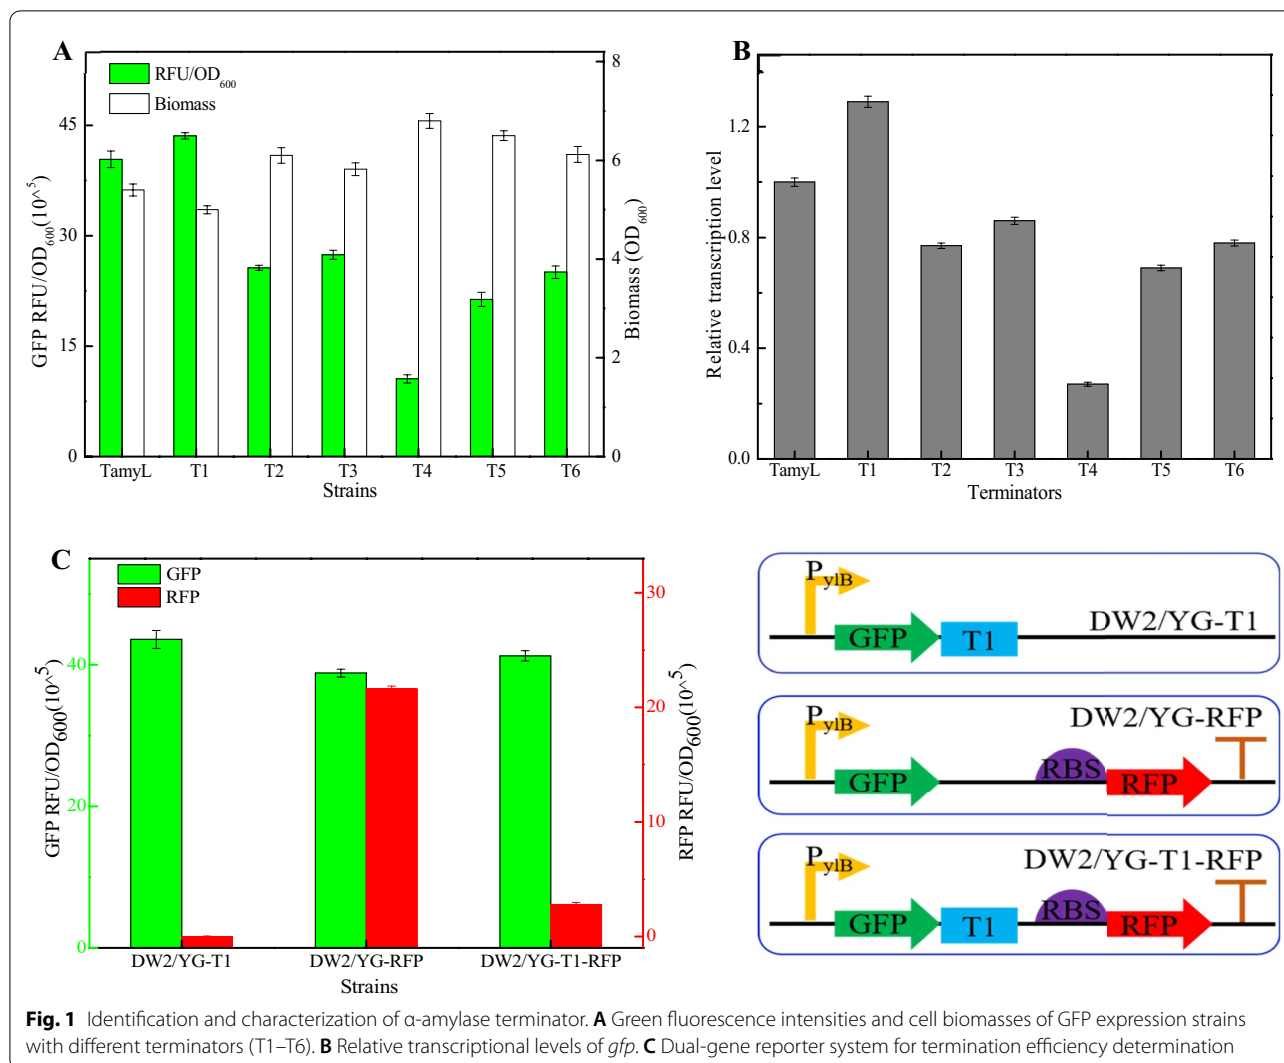 A
RFU/OD600
Biomass
GFP RFU/OD600(10^5)
45
30
15
0
8
6
4
2
0
Biomass (OD600)
TamyL T1 T2 T3 T4 T5 T6
Strains
B
Relative transcription level
1.2
0.8
0.4
0.0
TamyL T1 T2 T3 T4 T5 T6
Terminators
C
GFP
RFP
GFP RFU/OD600(10^5)
40
20
0
30
20
10
0
RFP RFU/OD600(10^5)
DW2/YG-T1 DW2/YG-RFP DW2/YG-T1-RFP
Strains
PylB
GFP T1
DW2/YG-T1
DW2/YG-RFP
PylB
GFP RBS RFP
DW2/YG-T1-RFP
PylB
GFP T1 RBS RFP
Fig. 1 Identification and characterization of α-amylase terminator. A Green fluorescence intensities and cell biomasses of GFP expression strains
with different terminators (T1–T6). B Relative transcriptional levels of gfp. C Dual-gene reporter system for termination efficiency determination